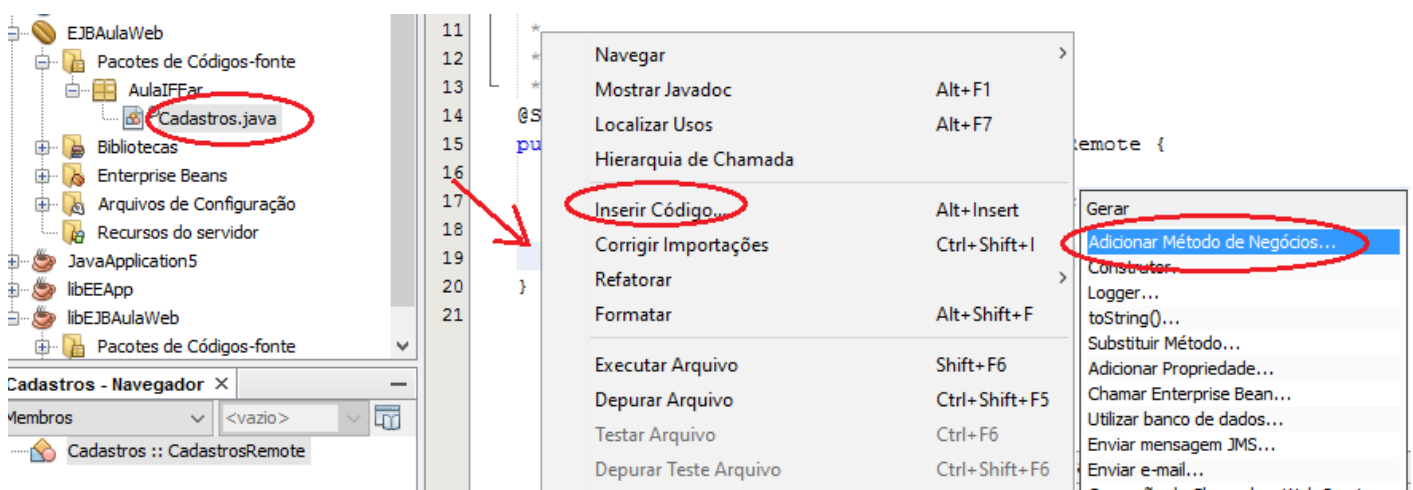 EJBAulaWeb
Pacotes de Códigos-fonte
AulaIFFar
Cadastros.java
Bibliotecas
Enterprise Beans
Arquivos de Configuração
Recursos do servidor
JavaApplication5
libEEApp
libEJBAulaWeb
Pacotes de Códigos-fonte
Cadastros - Navegador
Membros
<vazio>
Cadastros :: CadastrosRemote
11 *
12 *
13 *
14 @S
15 pu emote {
16
17
18
19
20 }
21
Navegar
Mostrar Javadoc Alt+F1
Localizar Usos Alt+F7
Hierarquia de Chamada
Inserir Código... Alt+Insert
Corrigir Importações Ctrl+Shift+I
Refatorar
Formatar Alt+Shift+F
Executar Arquivo Shift+F6
Depurar Arquivo Ctrl+Shift+F5
Testar Arquivo Ctrl+F6
Depurar Teste Arquivo Ctrl+Shift+F6
Gerar
Adicionar Método de Negócios...
Construtor...
Logger...
toString()...
Substituir Método...
Adicionar Propriedade...
Chamar Enterprise Bean...
Utilizar banco de dados...
Enviar mensagem JMS...
Enviar e-mail...